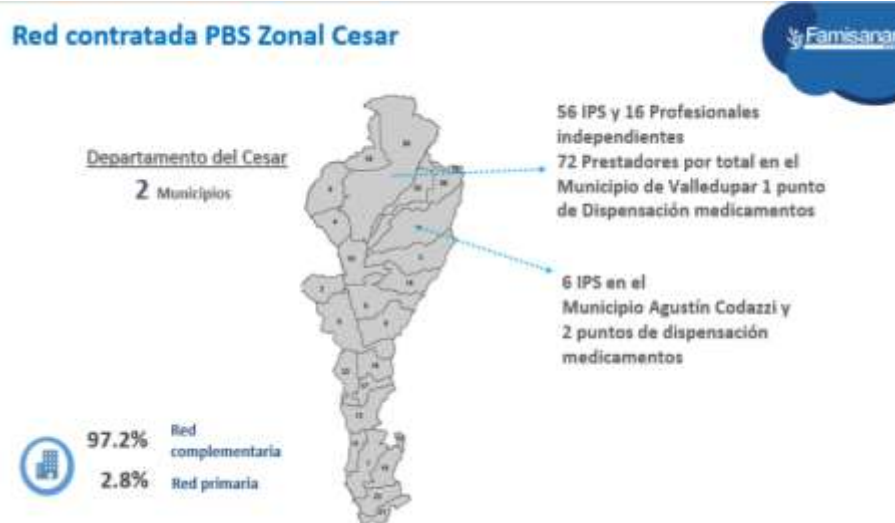 Red contratada PBS Zonal Cesar
Famisanar
Departamento del Cesar
2 Municipios
56 IPS y 16 Profesionales
independientes
72 Prestadores por total en el
Municipio de Valledupar 1 punto
de Dispensación medicamentos
6 IPS en el
Municipio Agustín Codazzi y
2 puntos de dispensación
medicamentos
97.2% Red
complementaria
2.8% Red primaria